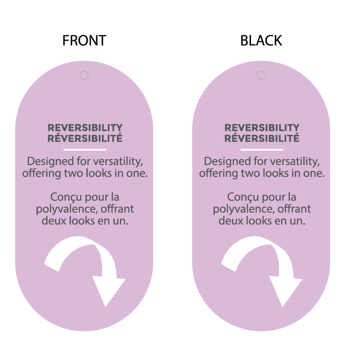 FRONT
REVERSIBILITY
RÉVERSIBILITÉ
Designed for versatility,
offering two looks in one.
Conçu pour la
polyvalence, offrant
deux looks en un.
BLACK
REVERSIBILITY
RÉVERSIBILITÉ
Designed for versatility,
offering two looks in one.
Conçu pour la
polyvalence, offrant
deux looks en un.